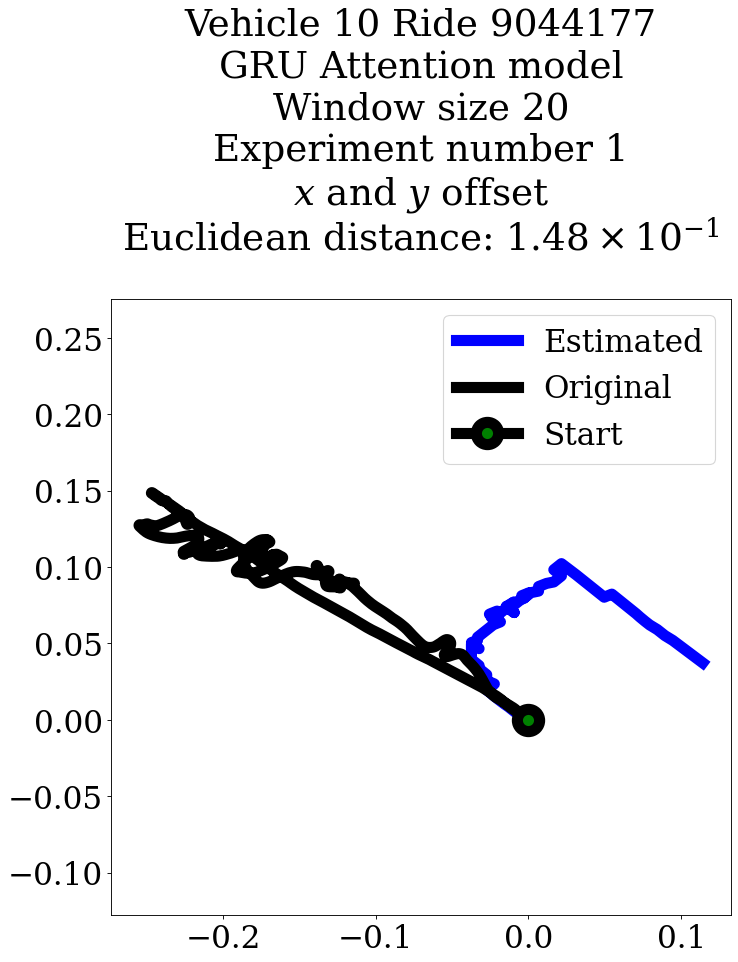 Vehicle 10 Ride 9044177
GRU Attention model
Window size 20
Experiment number 1
x and y offset
Euclidean distance: 1.48 × 10⁻¹
Estimated
Original
Start
0.25
0.20
0.15
0.10
0.05
0.00
−0.05
−0.10
−0.2
−0.1
0.0
0.1